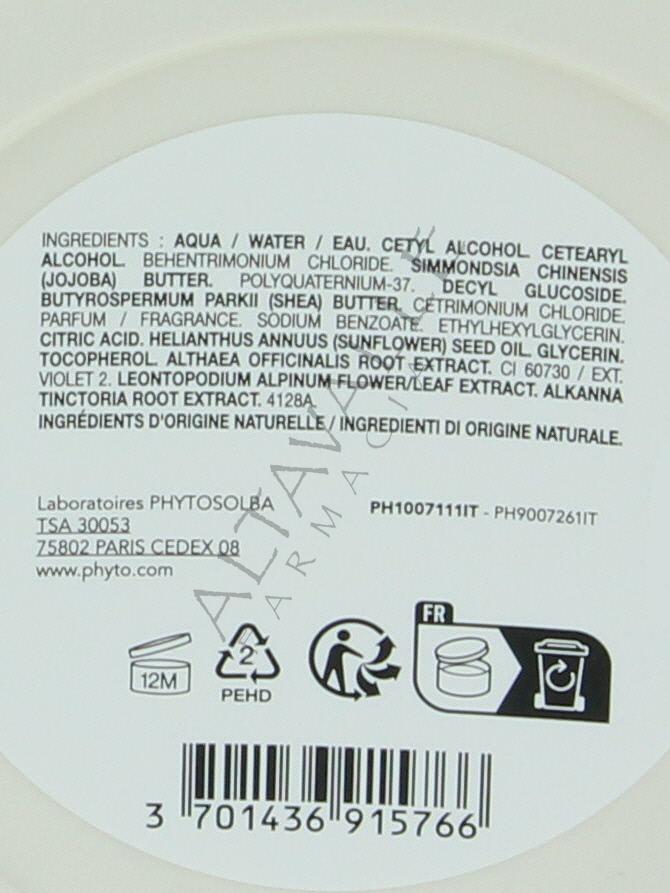 INGREDIENTS : AQUA / WATER / EAU. CETYL ALCOHOL. CETEARYL
ALCOHOL. BEHENTRIMONIUM CHLORIDE. SIMMONDSIA CHINENSIS
(JOJOBA) BUTTER. POLYQUATERNIUM-37. DECYL GLUCOSIDE.
BUTYROSPERMUM PARKII (SHEA) BUTTER. CETRIMONIUM CHLORIDE.
PARFUM / FRAGRANCE. SODIUM BENZOATE. ETHYLHEXYLGLYCERIN.
CITRIC ACID. HELIANTHUS ANNUUS (SUNFLOWER) SEED OIL. GLYCERIN.
TOCOPHEROL. ALTHAEA OFFICINALIS ROOT EXTRACT. CI 60730 / EXT.
VIOLET 2. LEONTOPODIUM ALPINUM FLOWER/LEAF EXTRACT. ALKANNA
TINCTORIA ROOT EXTRACT. 4128A.
INGRÉDIENTS D'ORIGINE NATURELLE / INGREDIENTI DI ORIGINE NATURALE.
Laboratoires PHYTOSOLBA
TSA 30053
75802 PARIS CEDEX 08
www.phyto.com
PH1007111IT - PH9007261IT
ALTAVALLE
FARMACIA
FR
12M
2
PEHD
3 701436 915766